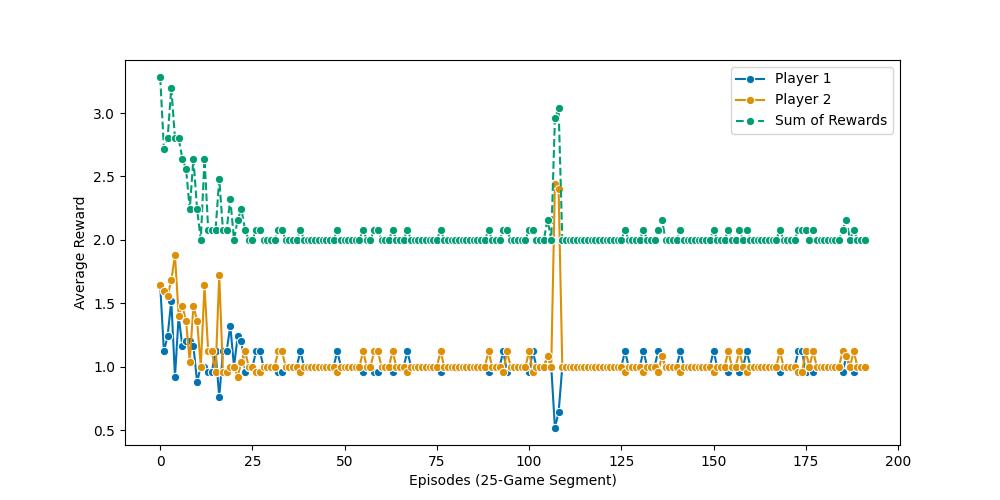 Player 1
Player 2
Sum of Rewards
Average Reward
3.0
2.5
2.0
1.5
1.0
0.5
0 25 50 75 100 125 150 175 200
Episodes (25-Game Segment)